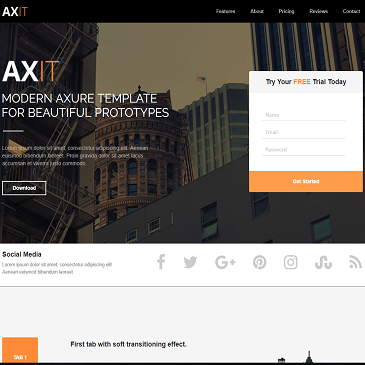 AXIT
Features About Pricing Reviews Contact
AXIT
MODERN AXURE TEMPLATE
FOR BEAUTIFUL PROTOTYPES
Lorem ipsum dolor sit amet, consectetur adipiscing elit. Aenean
euismod bibendum laoreet. Proin gravida dolor sit amet lacus
accumsan et viverra justo commodo.
Download
Try Your FREE Trial Today
Name
Email
Password
Get Started
Social Media
Lorem ipsum dolor sit amet, consectetur adipiscing elit.
Aenean euismod bibendum laoreet.
TAB 1
First tab with soft transitioning effect.